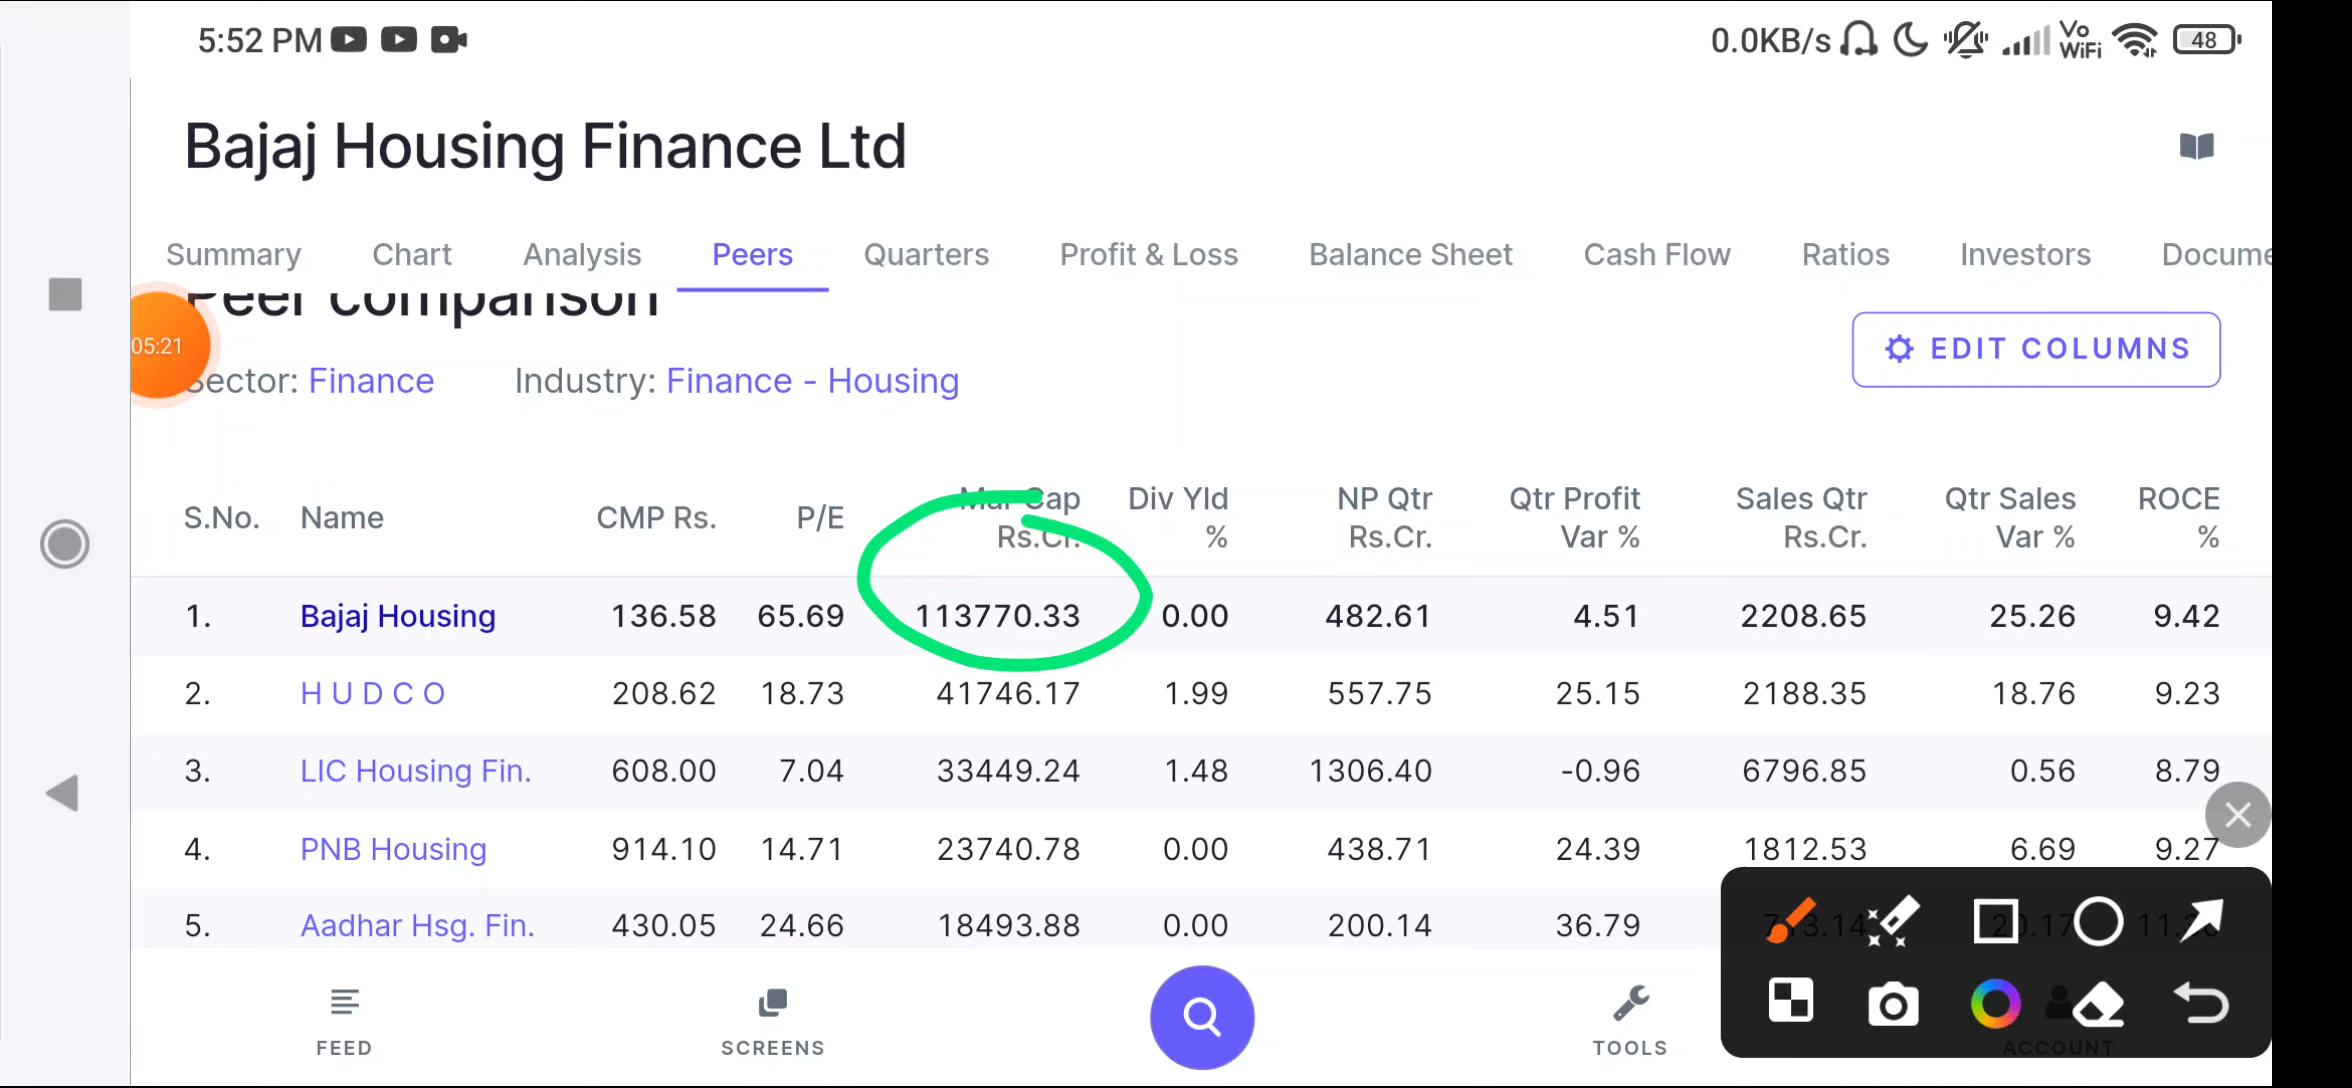 5:52 PM
0.0KB/s Vo WiFi 48
Bajaj Housing Finance Ltd
Summary Chart Analysis Peers Quarters Profit & Loss Balance Sheet Cash Flow Ratios Investors Docume
Peer comparison
05:21
EDIT COLUMNS
Sector: Finance Industry: Finance - Housing
S.No. Name CMP Rs. P/E Mar Cap Rs.Cr. Div Yld % NP Qtr Rs.Cr. Qtr Profit Var % Sales Qtr Rs.Cr. Qtr Sales Var % ROCE %
1. Bajaj Housing 136.58 65.69 113770.33 0.00 482.61 4.51 2208.65 25.26 9.42
2. H U D C O 208.62 18.73 41746.17 1.99 557.75 25.15 2188.35 18.76 9.23
3. LIC Housing Fin. 608.00 7.04 33449.24 1.48 1306.40 -0.96 6796.85 0.56 8.79
4. PNB Housing 914.10 14.71 23740.78 0.00 438.71 24.39 1812.53 6.69 9.27
5. Aadhar Hsg. Fin. 430.05 24.66 18493.88 0.00 200.14 36.79
FEED SCREENS TOOLS ACCOUNT